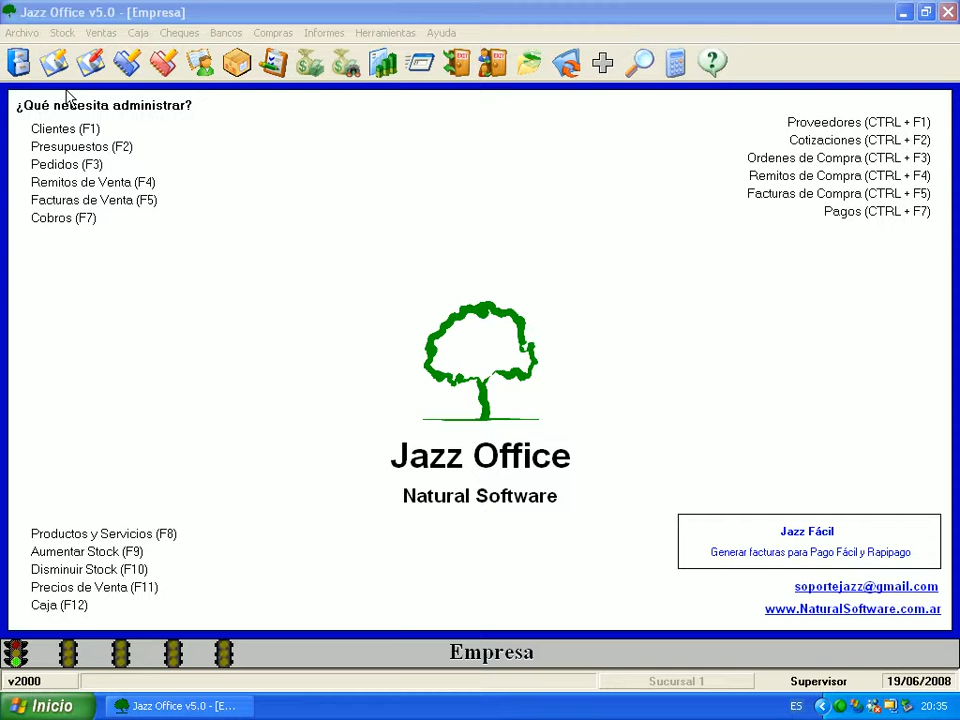 Jazz Office v5.0 - [Empresa]
Archivo Stock Ventas Caja Cheques Bancos Compras Informes Herramientas Ayuda
EXIT EXIT
¿Qué necesita administrar?
Clientes (F1)
Presupuestos (F2)
Pedidos (F3)
Remitos de Venta (F4)
Facturas de Venta (F5)
Cobros (F7)
Proveedores (CTRL + F1)
Cotizaciones (CTRL + F2)
Ordenes de Compra (CTRL + F3)
Remitos de Compra (CTRL + F4)
Facturas de Compra (CTRL + F5)
Pagos (CTRL + F7)
Jazz Office
Natural Software
Productos y Servicios (F8)
Aumentar Stock (F9)
Disminuir Stock (F10)
Precios de Venta (F11)
Caja (F12)
Jazz Fácil
Generar facturas para Pago Fácil y Rapipago
soportejazz@gmail.com
www.NaturalSoftware.com.ar
Empresa
v2000 Sucursal 1 Supervisor 19/06/2008
Inicio Jazz Office v5.0 - [E... ES 20:35